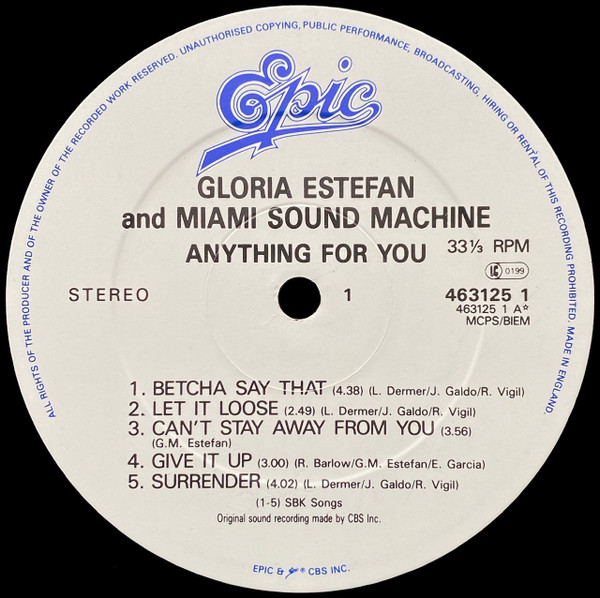 ALL RIGHTS OF THE PRODUCER AND OF THE OWNER OF THE RECORDED WORK RESERVED. UNAUTHORISED COPYING, PUBLIC PERFORMANCE, BROADCASTING, HIRING OR RENTAL OF THIS RECORDING PROHIBITED. MADE IN ENGLAND.
Epic
GLORIA ESTEFAN
and MIAMI SOUND MACHINE
ANYTHING FOR YOU 33⅓ RPM
LC 0199
STEREO 1 463125 1
463125 1 A☆
MCPS/BIEM
1. BETCHA SAY THAT (4.38) (L. Dermer/J. Galdo/R. Vigil)
2. LET IT LOOSE (2.49) (L. Dermer/J. Galdo/R. Vigil)
3. CAN'T STAY AWAY FROM YOU (3.56)
(G.M. Estefan)
4. GIVE IT UP (3.00) (R. Barlow/G.M. Estefan/E. Garcia)
5. SURRENDER (4.02) (L. Dermer/J. Galdo/R. Vigil)
(1-5) SBK Songs
Original sound recording made by CBS Inc.
EPIC & ® CBS INC.